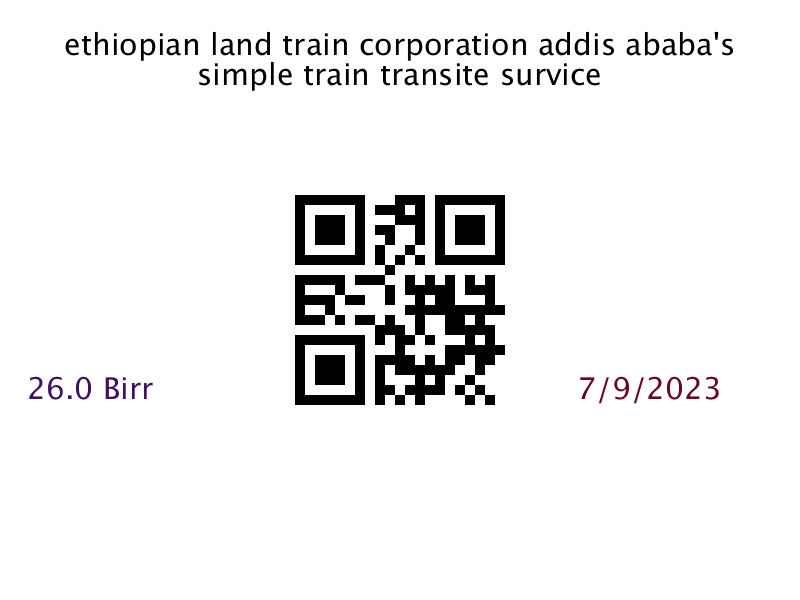 ethiopian land train corporation addis ababa's
simple train transite survice
26.0 Birr
7/9/2023